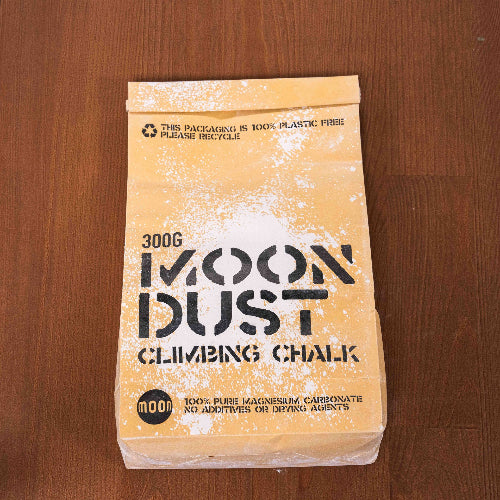 THIS PACKAGING IS 100% PLASTIC FREE
PLEASE RECYCLE
300G
MOON
DUST
CLIMBING CHALK
moon
100% PURE MAGNESIUM CARBONATE
NO ADDITIVES OR DRYING AGENTS